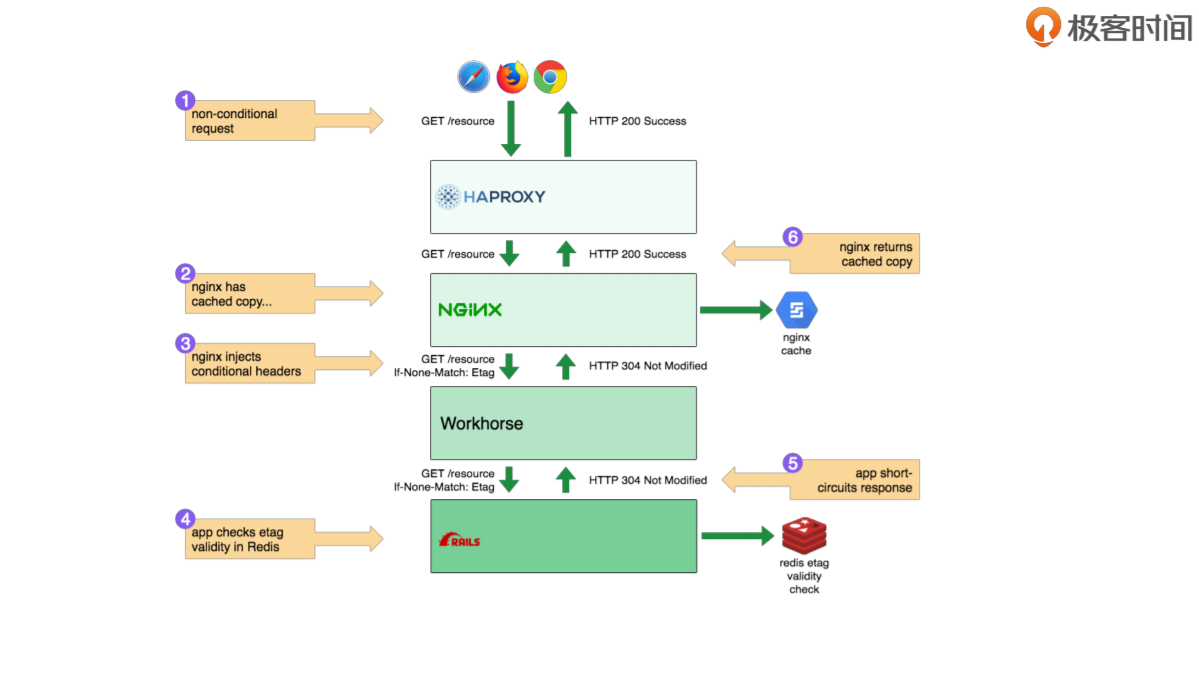 极客时间
1
non-conditional
request
GET /resource
HTTP 200 Success
HAPROXY
GET /resource
HTTP 200 Success
6
nginx returns
cached copy
2
nginx has
cached copy...
NGINX
nginx
cache
3
nginx injects
conditional headers
GET /resource
If-None-Match: Etag
HTTP 304 Not Modified
Workhorse
GET /resource
If-None-Match: Etag
HTTP 304 Not Modified
5
app short-
circuits response
4
app checks etag
validity in Redis
RAILS
redis etag
validity
check